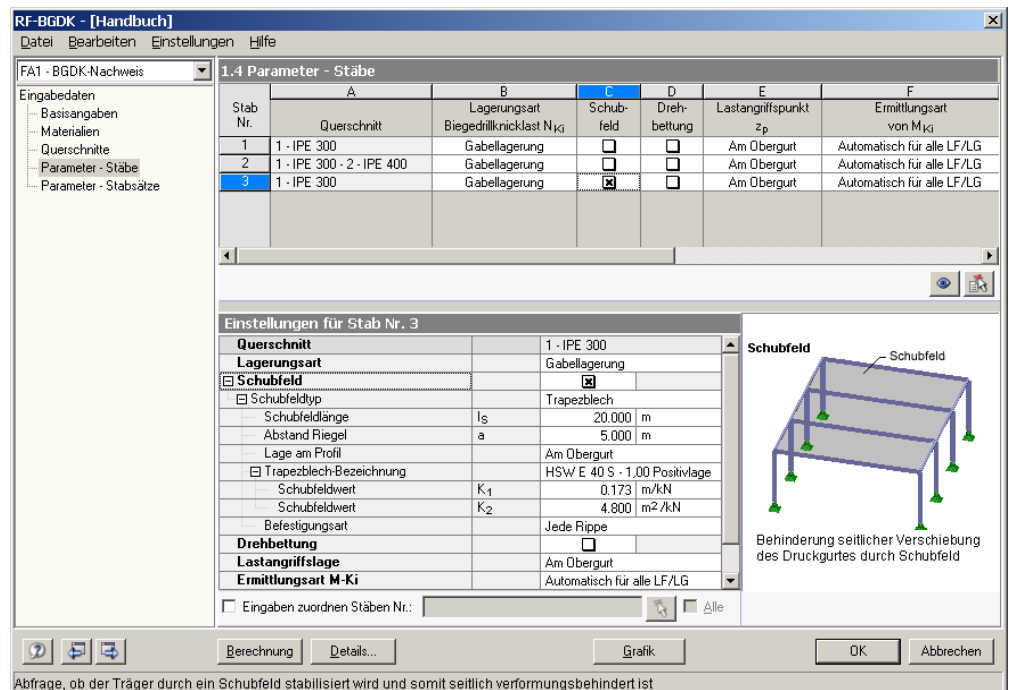 RF-BGDK - [Handbuch]
Datei Bearbeiten Einstellungen Hilfe
FA1 - BGDK-Nachweis
Eingabedaten
Basisangaben
Materialien
Querschnitte
Parameter - Stäbe
Parameter - Stabsätze
1.4 Parameter - Stäbe
A B C D E F
Stab Nr. Querschnitt Lagerungsart Biegedrillknicklast NKi Schub- feld Dreh- bettung Lastangriffspunkt zp Ermittlungsart von MKi
1 1 - IPE 300 Gabellagerung Am Obergurt Automatisch für alle LF/LG
2 1 - IPE 300 - 2 - IPE 400 Gabellagerung Am Obergurt Automatisch für alle LF/LG
3 1 - IPE 300 Gabellagerung Am Obergurt Automatisch für alle LF/LG
Einstellungen für Stab Nr. 3
Querschnitt 1 - IPE 300
Lagerungsart Gabellagerung
Schubfeld
Schubfeldtyp Trapezblech
Schubfeldlänge lS 20.000 m
Abstand Riegel a 5.000 m
Lage am Profil Am Obergurt
Trapezblech-Bezeichnung HSW E 40 S - 1,00 Positivlage
Schubfeldwert K1 0.173 m/kN
Schubfeldwert K2 4.800 m2/kN
Befestigungsart Jede Rippe
Drehbettung
Lastangriffslage Am Obergurt
Ermittlungsart M-Ki Automatisch für alle LF/LG
Eingaben zuordnen Stäben Nr.: Alle
Schubfeld
Schubfeld
Behinderung seitlicher Verschiebung
des Druckgurtes durch Schubfeld
Berechnung Details... Grafik OK Abbrechen
Abfrage, ob der Träger durch ein Schubfeld stabilisiert wird und somit seitlich verformungsbehindert ist